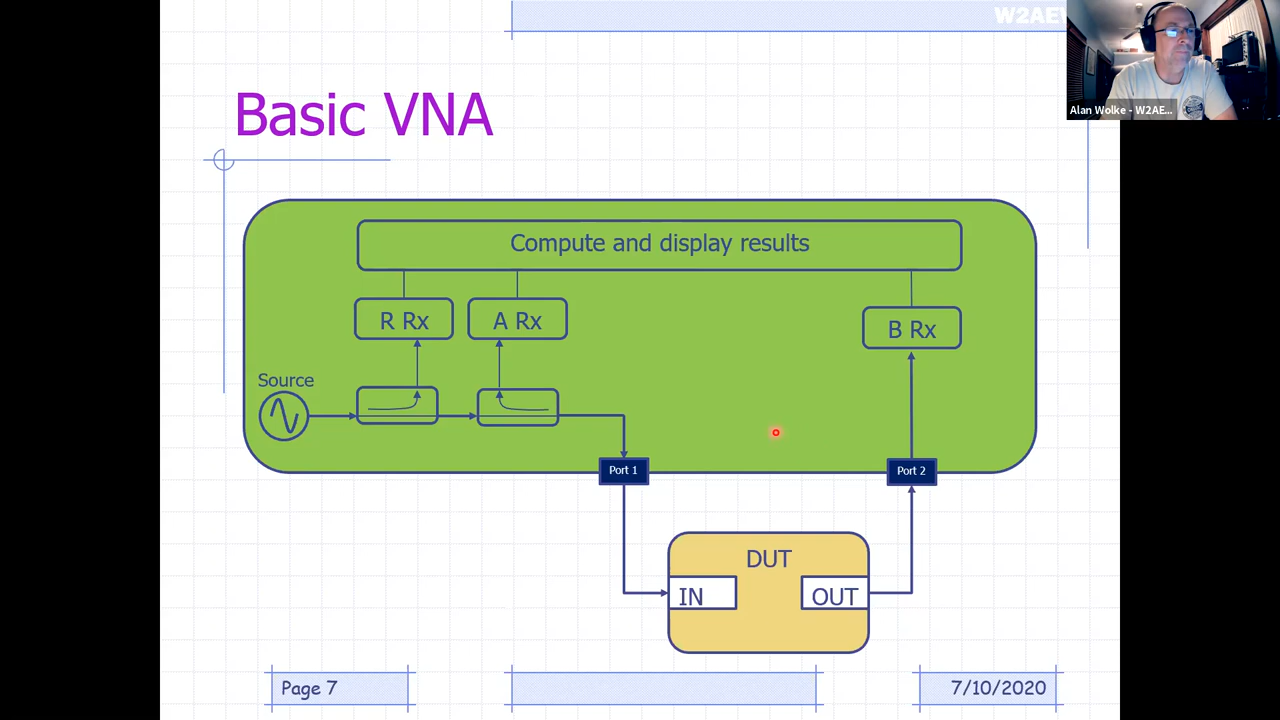 W2AE
Alan Wolke - W2AE...
Basic VNA
Compute and display results
R Rx
A Rx
B Rx
Source
Port 1
Port 2
DUT
IN
OUT
Page 7
7/10/2020